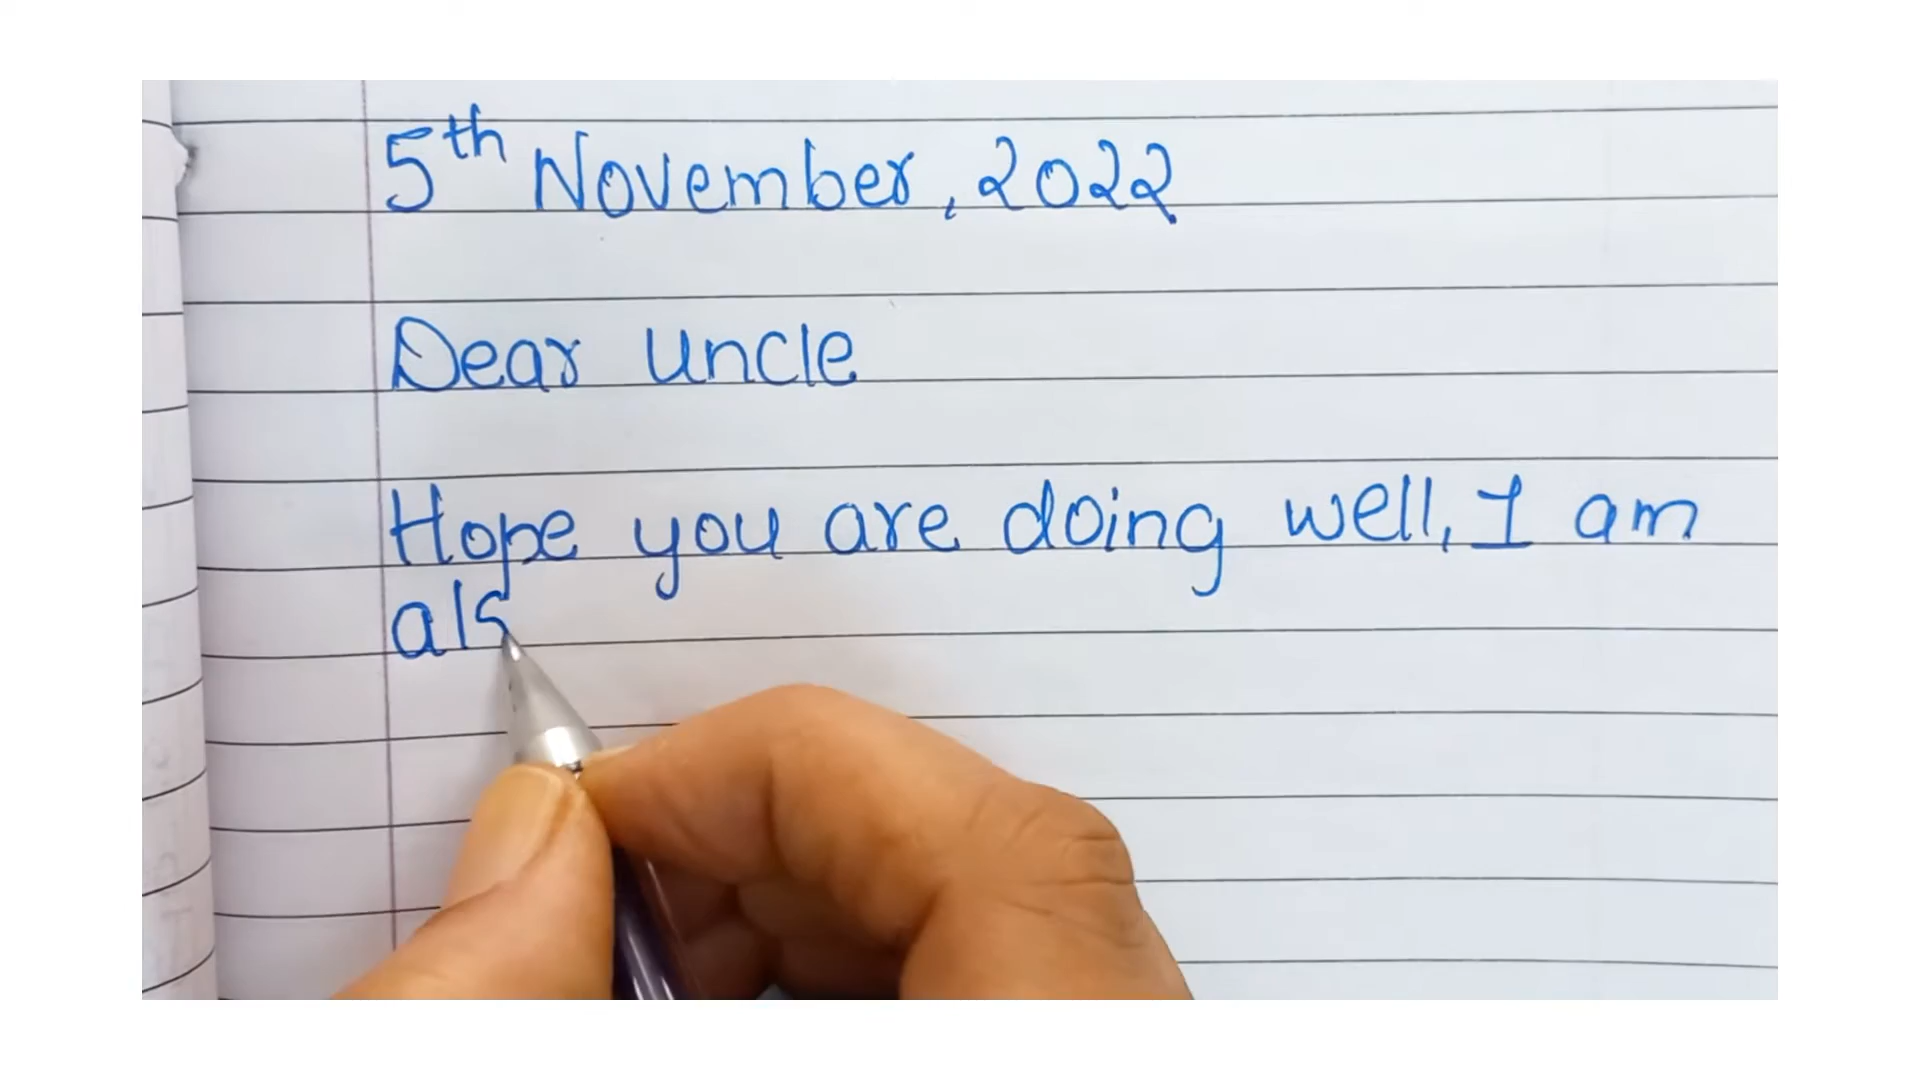 5th November, 2022
Dear uncle
Hope you are doing well, I am
als